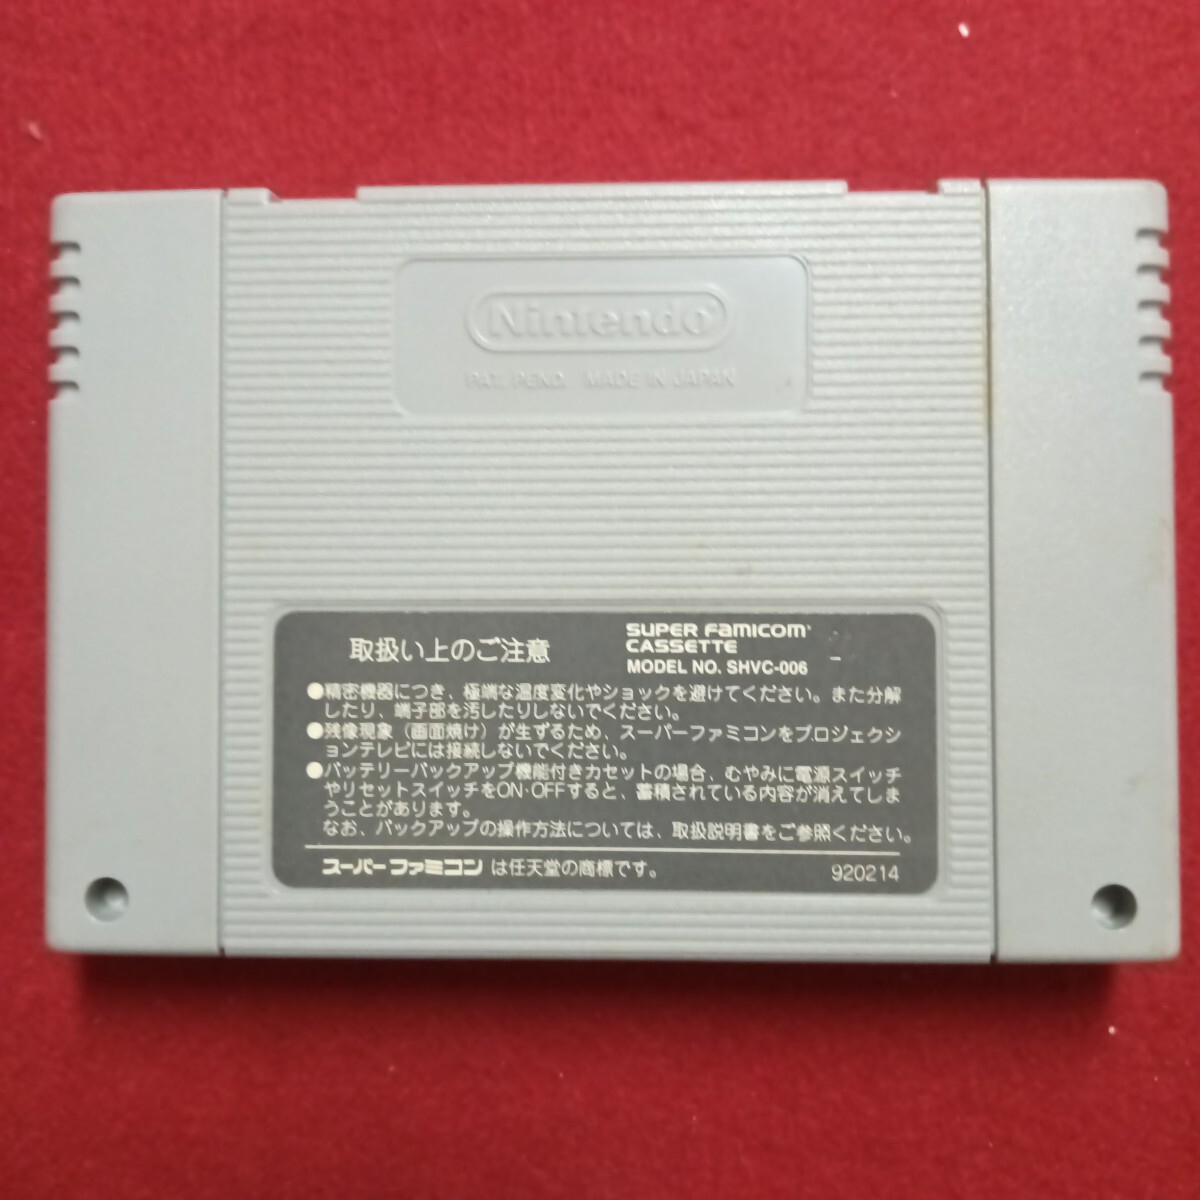 Nintendo
PAT. PEND. MADE IN JAPAN
取扱い上のご注意
SUPER FAMICOM
CASSETTE
MODEL NO. SHVC-006
●精密機器につき、極端な温度変化やショックを避けてください。また分解
したり、端子部を汚したりしないでください。
●残像現象（画面焼け）が生ずるため、スーパーファミコンをプロジェクシ
ョンテレビには接続しないでください。
●バッテリーバックアップ機能付きカセットの場合、むやみに電源スイッチ
やリセットスイッチをON・OFFすると、蓄積されている内容が消えてしま
うことがあります。
なお、バックアップの操作方法については、取扱説明書をご参照ください。
スーパーファミコン は任天堂の商標です。
920214